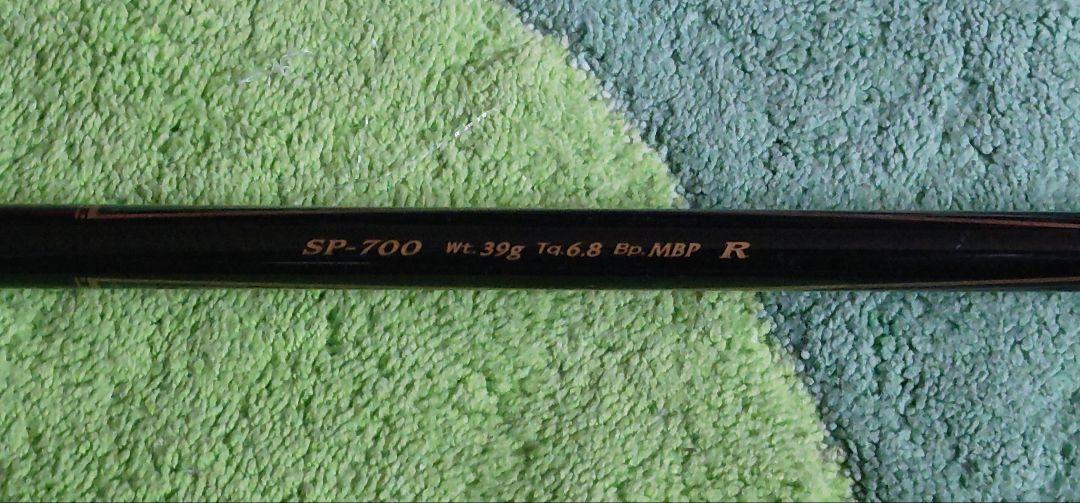 SP-700 Wt.39g Tq.6.8 Bp.MBP R